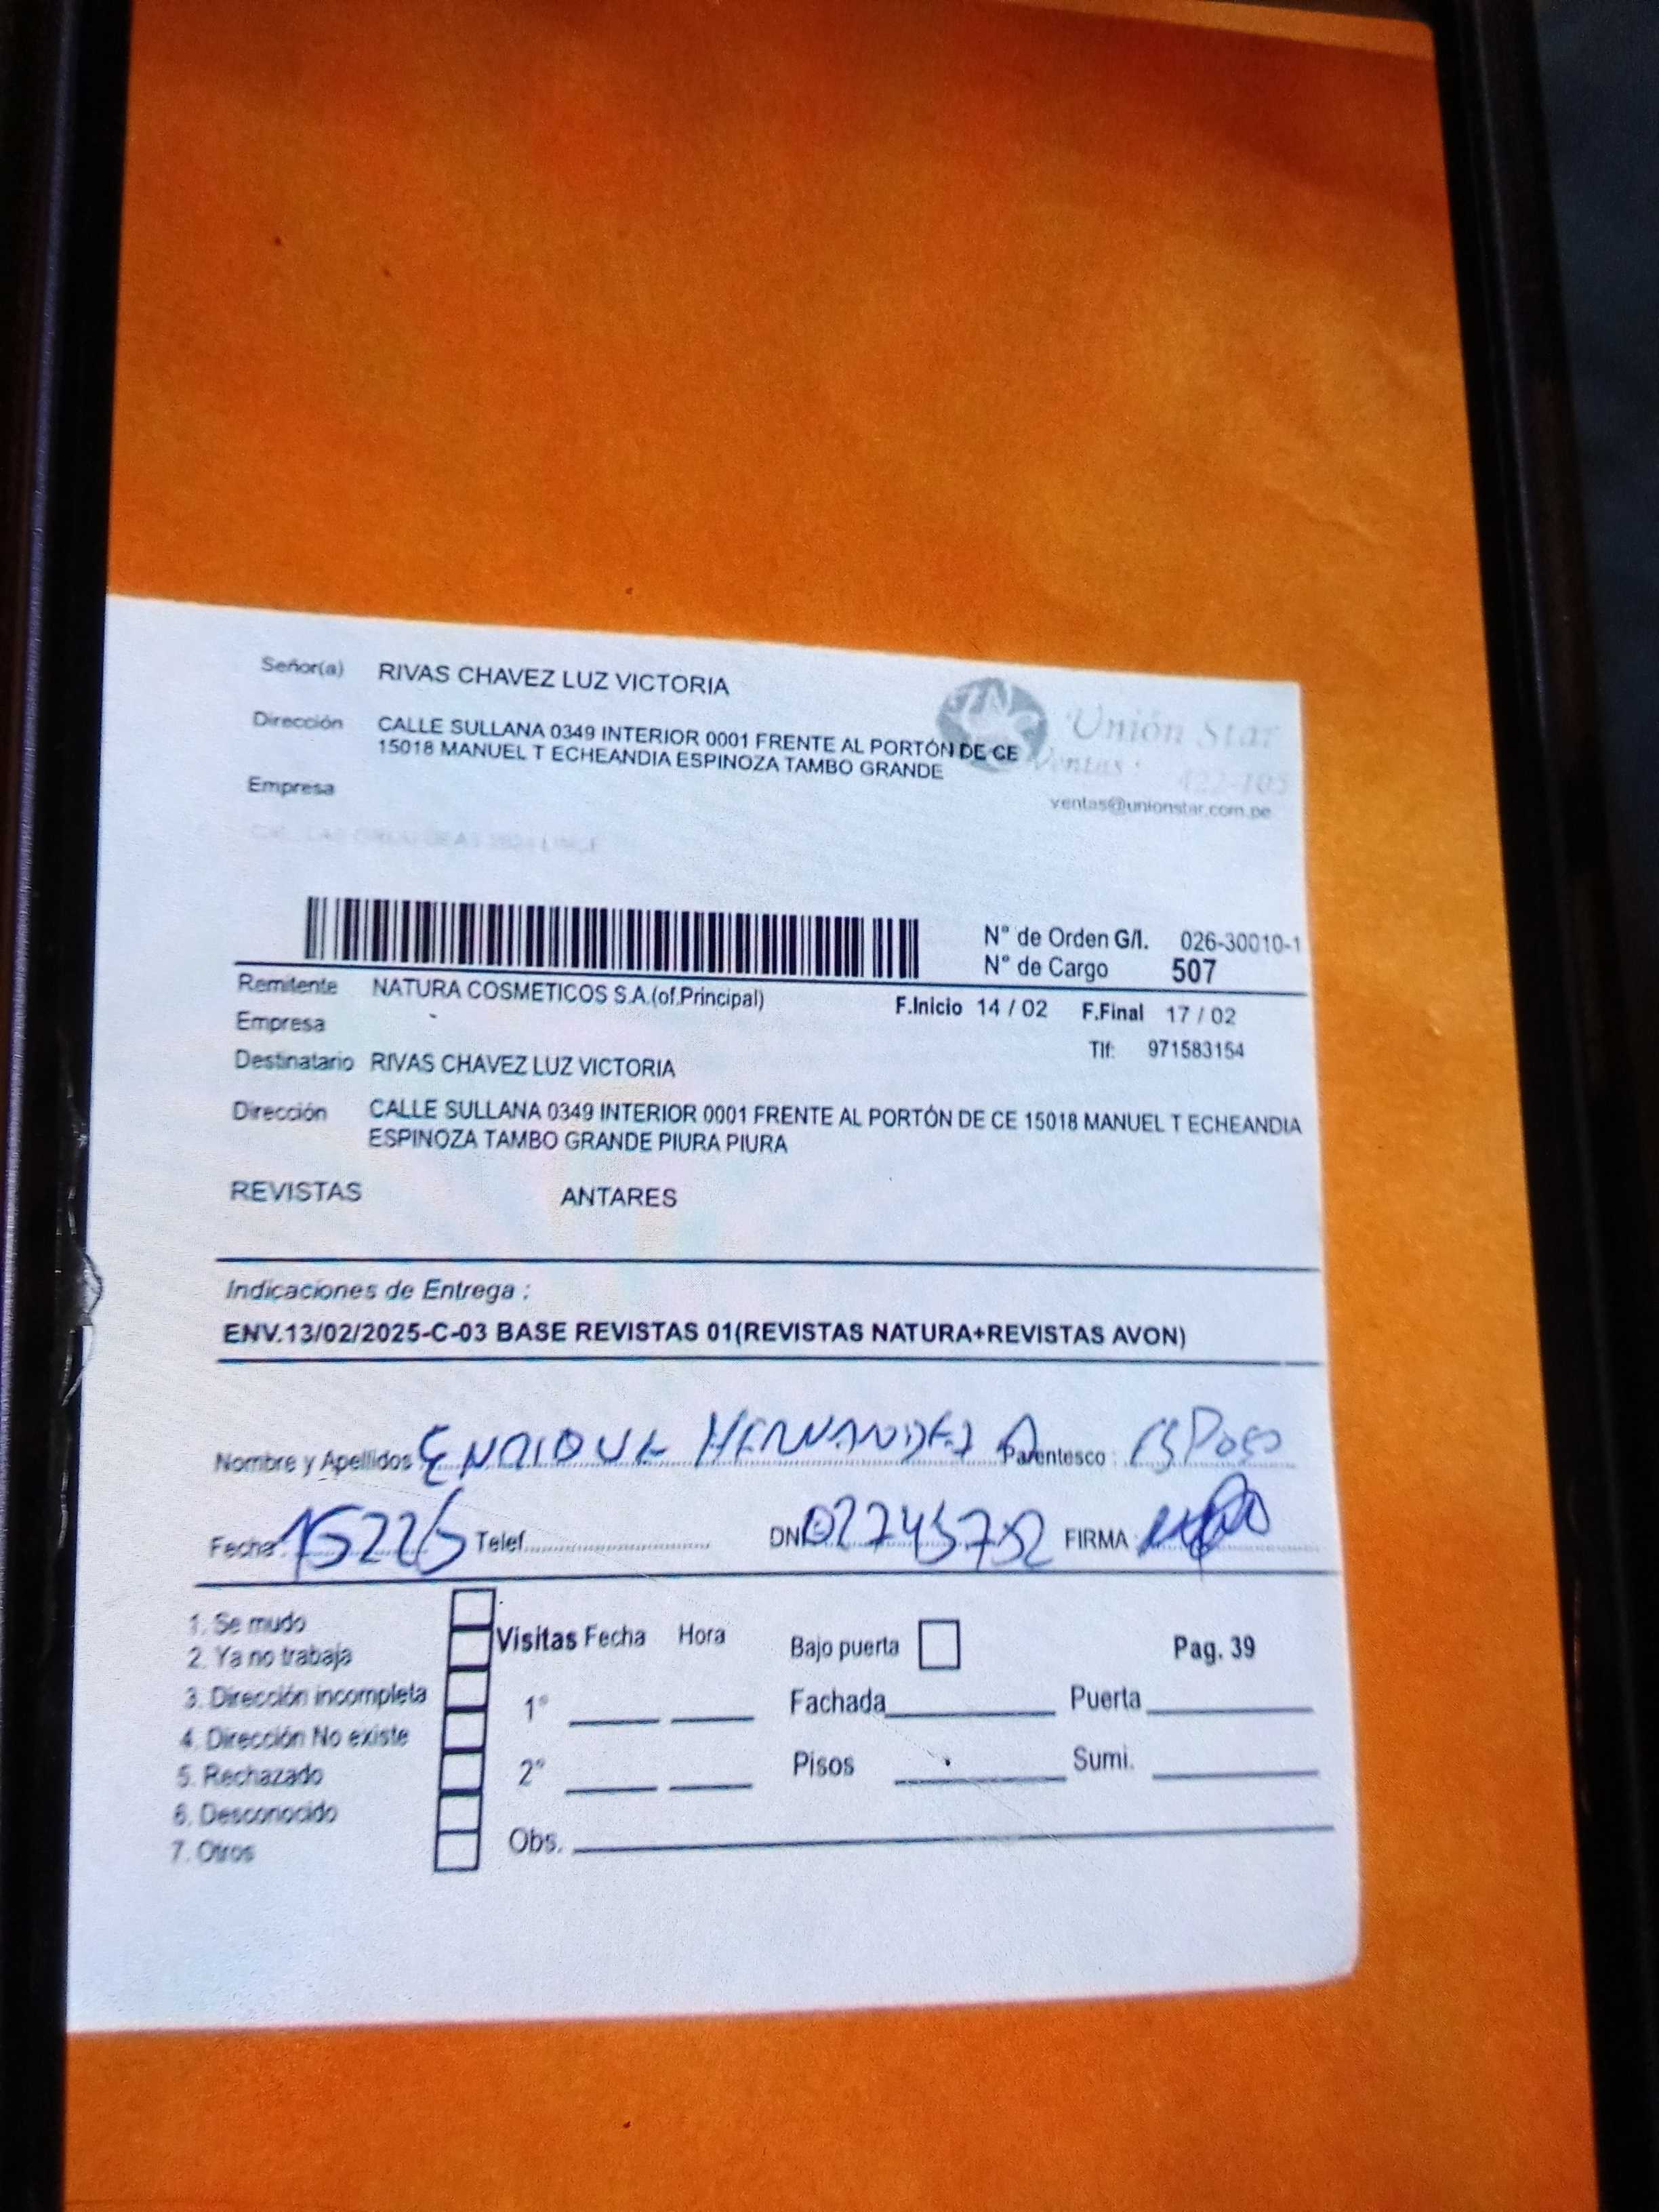 Señor(a) RIVAS CHAVEZ LUZ VICTORIA
Dirección CALLE SULLANA 0349 INTERIOR 0001 FRENTE AL PORTÓN DE CE
15018 MANUEL T ECHEANDIA ESPINOZA TAMBO GRANDE
Unión Star
Ventas:
ventas@unionstar.com.pe
Empresa
N° de Orden G/I. 026-30010-1
N° de Cargo 507
Remitente NATURA COSMETICOS S.A.(of.Principal)
F.Inicio 14 / 02 F.Final 17 / 02
Empresa
Tlf: 971583154
Destinatario RIVAS CHAVEZ LUZ VICTORIA
Dirección CALLE SULLANA 0349 INTERIOR 0001 FRENTE AL PORTÓN DE CE 15018 MANUEL T ECHEANDIA
ESPINOZA TAMBO GRANDE PIURA PIURA
REVISTAS ANTARES
Indicaciones de Entrega :
ENV.13/02/2025-C-03 BASE REVISTAS 01(REVISTAS NATURA+REVISTAS AVON)
Nombre y Apellidos ENRIQUE HERNANDEZ A Parentesco : ESPOSO
Fecha 15225 Telef. DNI 02745752 FIRMA
1. Se mudo
2. Ya no trabaja
3. Dirección incompleta
4. Dirección No existe
5. Rechazado
6. Desconocido
7. Otros
Visitas Fecha Hora
1°
2°
Obs.
Bajo puerta
Pag. 39
Fachada Puerta
Pisos Sumi.